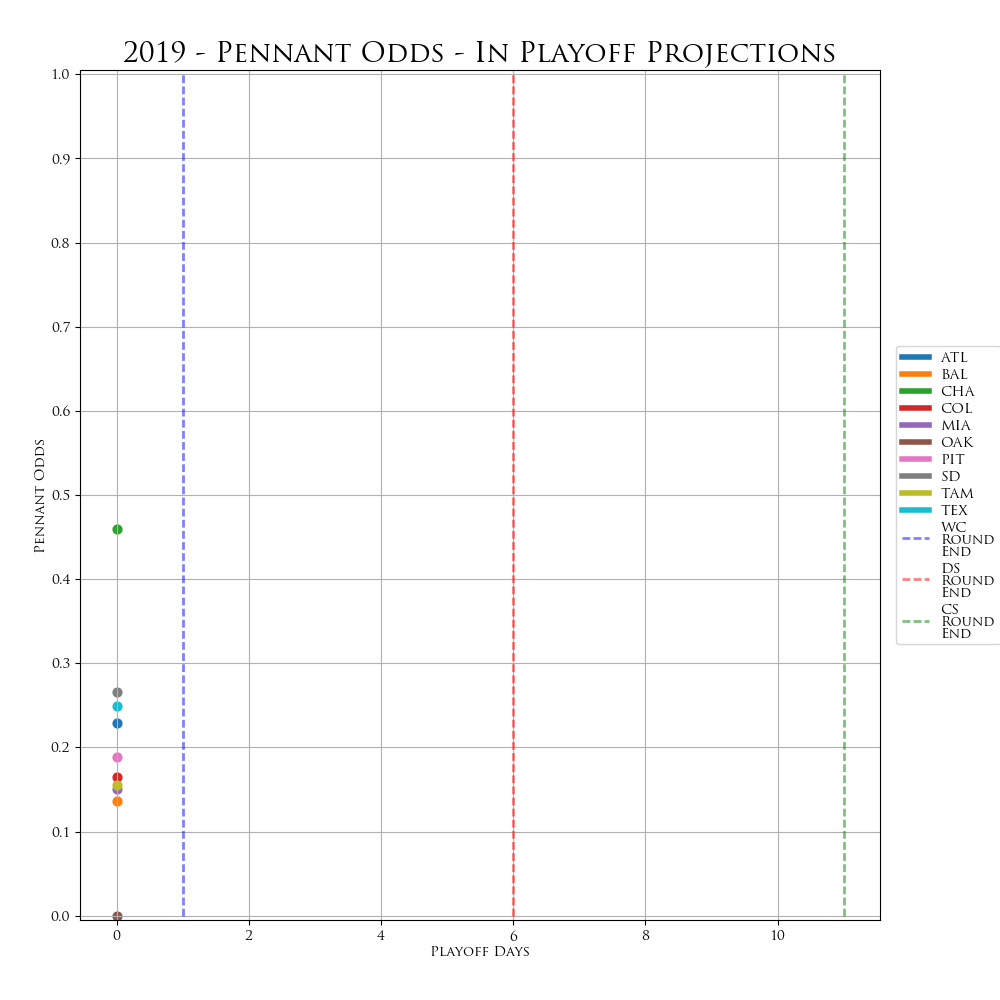 2019 - Pennant Odds - In Playoff Projections
1.0
0.9
0.8
0.7
0.6
0.5
0.4
0.3
0.2
0.1
0.0
Pennant Odds
0 2 4 6 8 10
Playoff Days
ATL
BAL
CHA
COL
MIA
OAK
PIT
SD
TAM
TEX
WC
Round
End
DS
Round
End
CS
Round
End